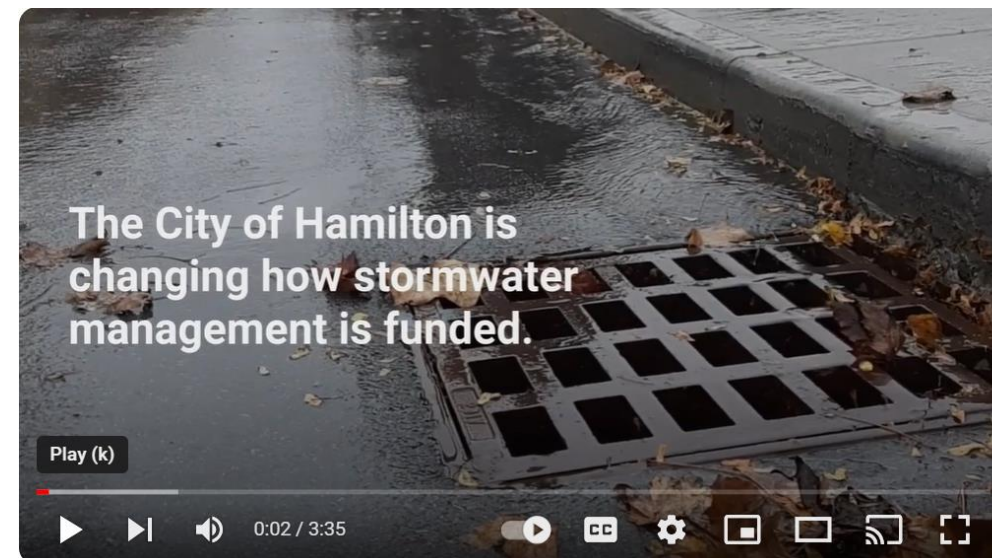 The City of Hamilton is
changing how stormwater
management is funded.
Play (k)
0:02 / 3:35
CC